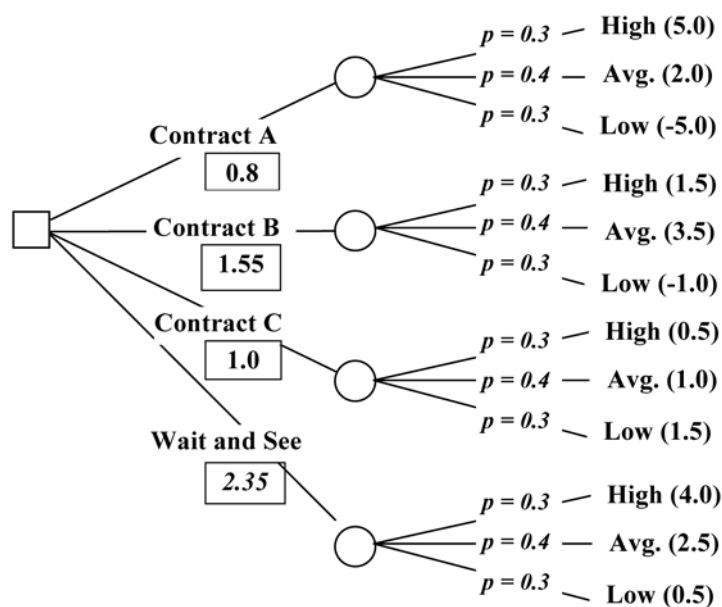 p = 0.3 High (5.0)
p = 0.4 Avg. (2.0)
p = 0.3 Low (-5.0)
Contract A
0.8
p = 0.3 High (1.5)
Contract B
p = 0.4 Avg. (3.5)
1.55
p = 0.3 Low (-1.0)
Contract C
p = 0.3 High (0.5)
1.0
p = 0.4 Avg. (1.0)
p = 0.3 Low (1.5)
Wait and See
2.35
p = 0.3 High (4.0)
p = 0.4 Avg. (2.5)
p = 0.3 Low (0.5)